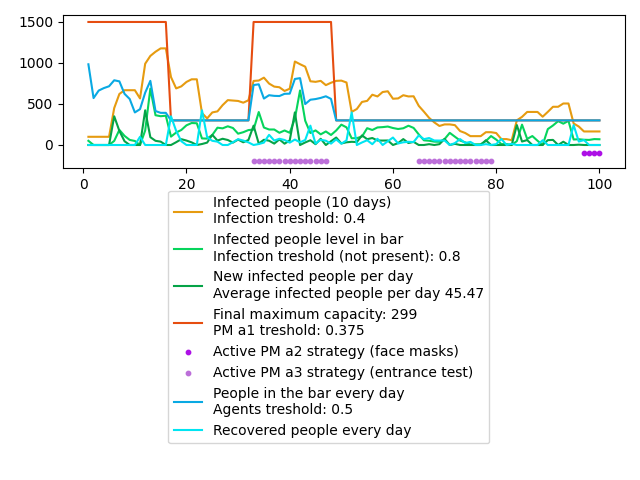 1500
1000
500
0
0 20 40 60 80 100
Infected people (10 days)
Infection treshold: 0.4
Infected people level in bar
Infection treshold (not present): 0.8
New infected people per day
Average infected people per day 45.47
Final maximum capacity: 299
PM a1 treshold: 0.375
Active PM a2 strategy (face masks)
Active PM a3 strategy (entrance test)
People in the bar every day
Agents treshold: 0.5
Recovered people every day